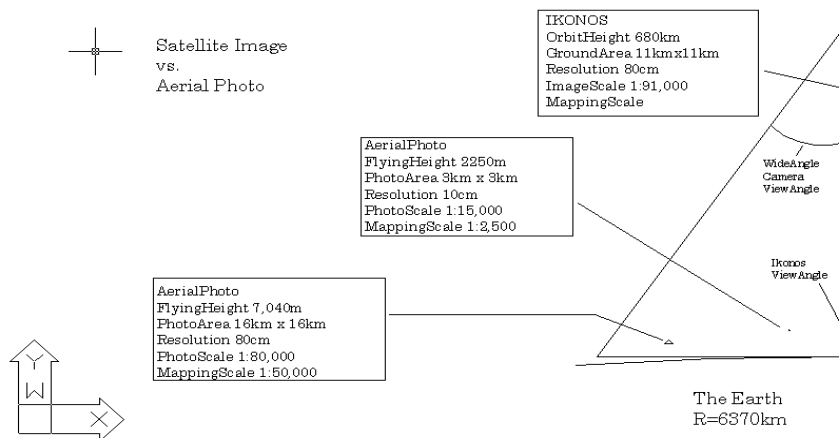 Satellite Image
vs.
Aerial Photo
IKONOS
OrbitHeight 680km
GroundArea 11kmx11km
Resolution 80cm
ImageScale 1:91,000
MappingScale
AerialPhoto
FlyingHeight 2250m
PhotoArea 3km x 3km
Resolution 10cm
PhotoScale 1:15,000
MappingScale 1:2,500
WideAngle
Camera
ViewAngle
Ikonos
ViewAngle
AerialPhoto
FlyingHeight 7,040m
PhotoArea 16km x 16km
Resolution 80cm
PhotoScale 1:80,000
MappingScale 1:50,000
Y
W
X
The Earth
R=6370km